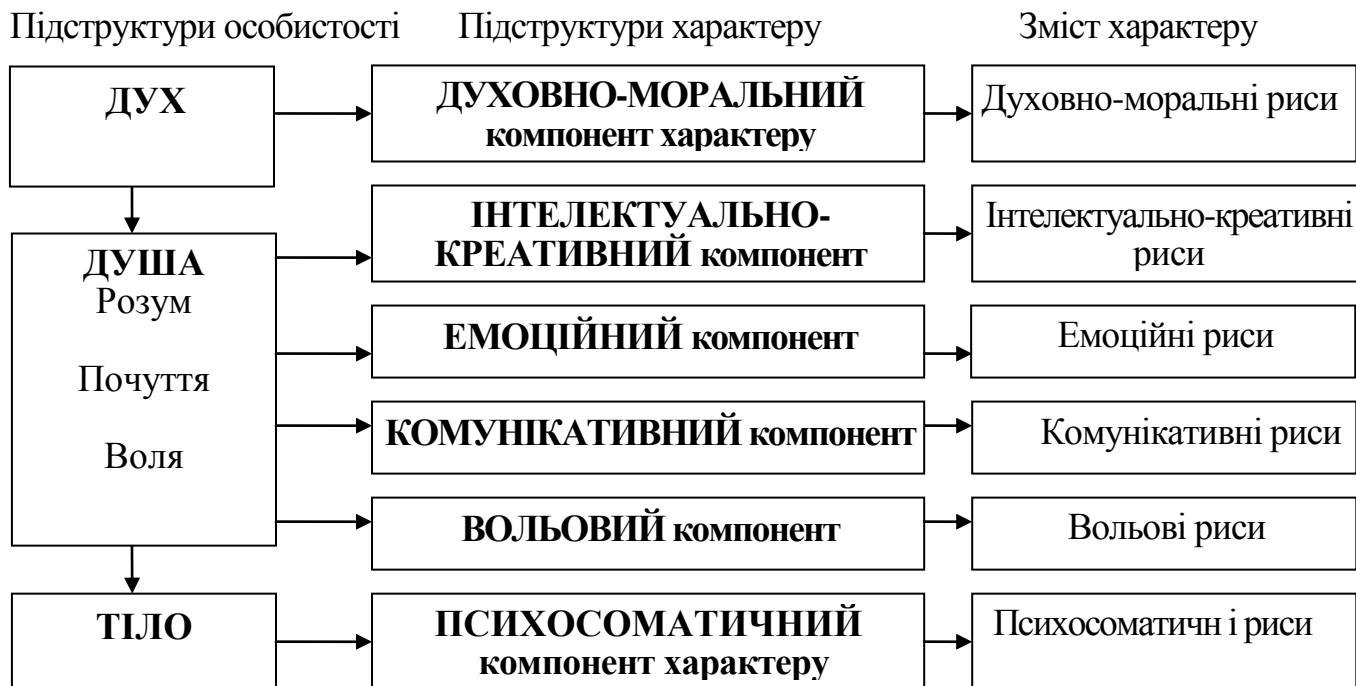 Підструктури особистості Підструктури характеру Зміст характеру
ДУХ
ДУХОВНО-МОРАЛЬНИЙ
компонент характеру
Духовно-моральні риси
ДУША
Розум
Почуття
Воля
ІНТЕЛЕКТУАЛЬНО-
КРЕАТИВНИЙ компонент
Інтелектуально-креативні
риси
ЕМОЦІЙНИЙ компонент
Емоційні риси
КОМУНІКАТИВНИЙ компонент
Комунікативні риси
ВОЛЬОВИЙ компонент
Вольові риси
ТІЛО
ПСИХОСОМАТИЧНИЙ
компонент характеру
Психосоматичн і риси